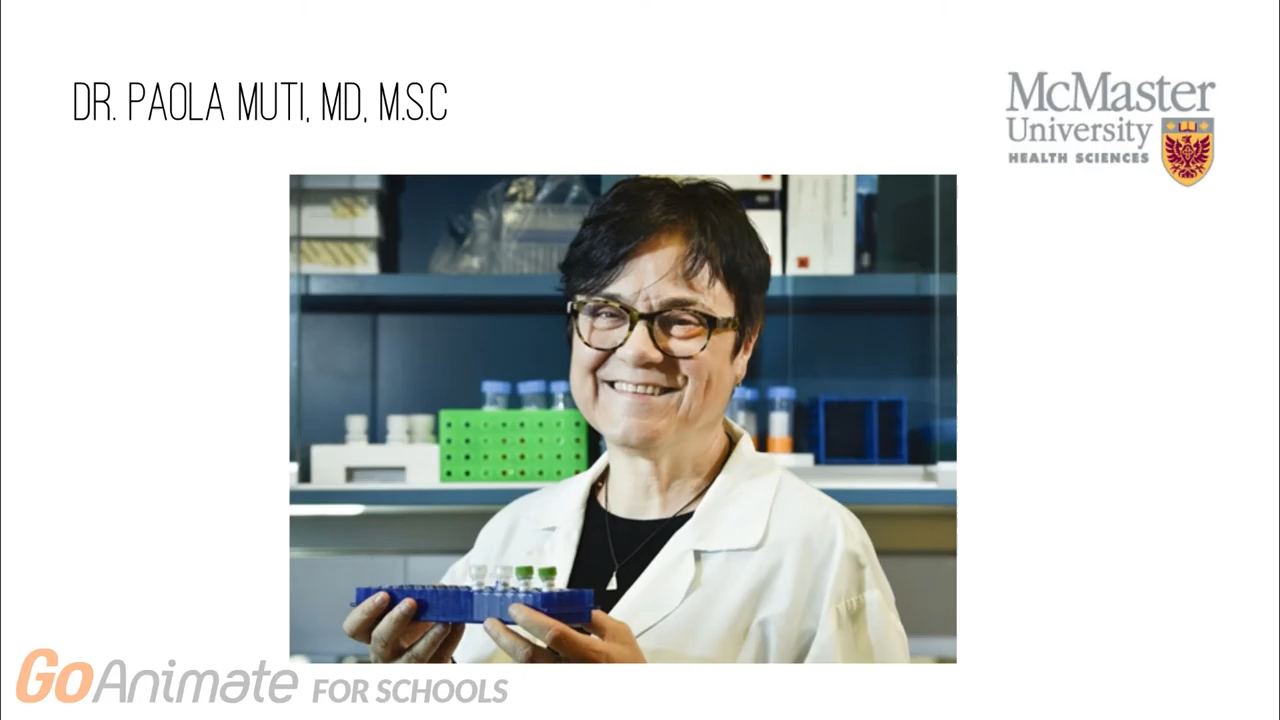 DR. PAOLA MUTI, MD, M.S.C
McMaster
University
HEALTH SCIENCES
GoAnimate FOR SCHOOLS